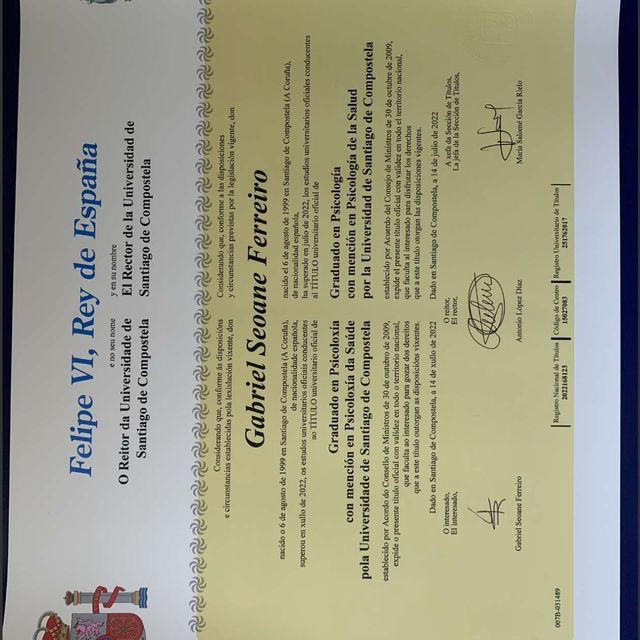 Felipe VI, Rey de España
e no seu nome
O Reitor da Universidade de
Santiago de Compostela
y en su nombre
El Rector de la Universidad de
Santiago de Compostela
Considerando que, conforme ás disposicións
e circunstancias establecidas pola lexislación vixente, don
Considerando que, conforme a las disposiciones
y circunstancias previstas por la legislación vigente, don
Gabriel Seoane Ferreiro
nacido o 6 de agosto de 1999 en Santiago de Compostela (A Coruña),
de nacionalidade española,
superou en xullo de 2022, os estudos universitarios oficiais conducentes
ao TÍTULO universitario oficial de
nacido el 6 de agosto de 1999 en Santiago de Compostela (A Coruña),
de nacionalidad española,
ha superado en julio de 2022, los estudios universitarios oficiales conducentes
al TÍTULO universitario oficial de
Graduado en Psicoloxía
con mención en Psicoloxía da Saúde
pola Universidade de Santiago de Compostela
Graduado en Psicología
con mención en Psicología de la Salud
por la Universidad de Santiago de Compostela
establecido por Acordo do Consello de Ministros de 30 de outubro de 2009,
expide o presente título oficial con validez en todo o territorio nacional,
que faculta ao interesado para gozar dos dereitos
que a este título outorgan as disposicións vixentes.
establecido por Acuerdo del Consejo de Ministros de 30 de octubre de 2009,
expide el presente título oficial con validez en todo el territorio nacional,
que faculta al interesado para disfrutar los derechos
que a este título otorgan las disposiciones vigentes.
Dado en Santiago de Compostela, a 14 de xullo de 2022
Dado en Santiago de Compostela, a 14 de julio de 2022
O interesado,
El interesado,
O reitor,
El rector,
A xefa da Sección de Títulos,
La jefa de la Sección de Títulos,
Gabriel Seoane Ferreiro
Antonio López Díaz
María Salomé García Rielo
007B-031489
Registro Nacional de Títulos
2022168123
Código de Centro
15027083
Registro Universitario de Títulos
251762017